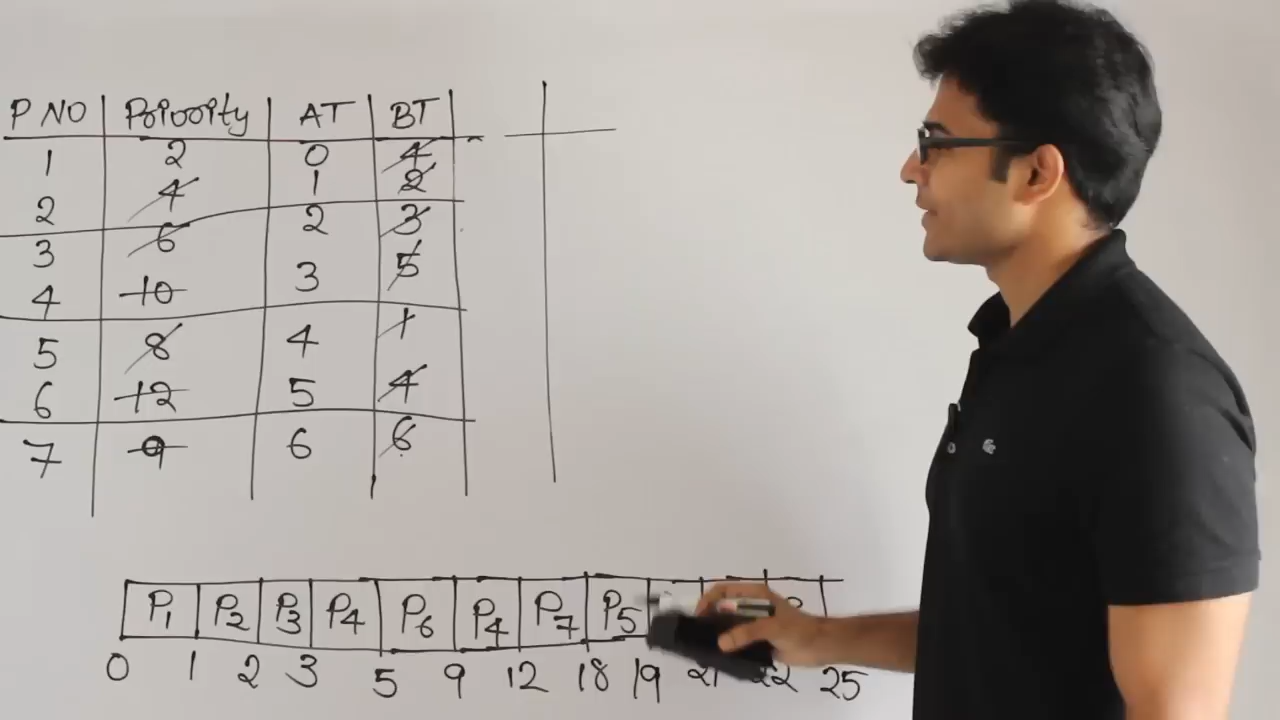 P NO Poiooity AT BT
1 2 0 4
2 4 1 2
3 6 2 3
4 10 3 5
5 8 4 1
6 12 5 4
7 9 6 6
P1 P2 P3 P4 P6 P4 P7 P5
0 1 2 3 5 9 12 18 19 21 22 25